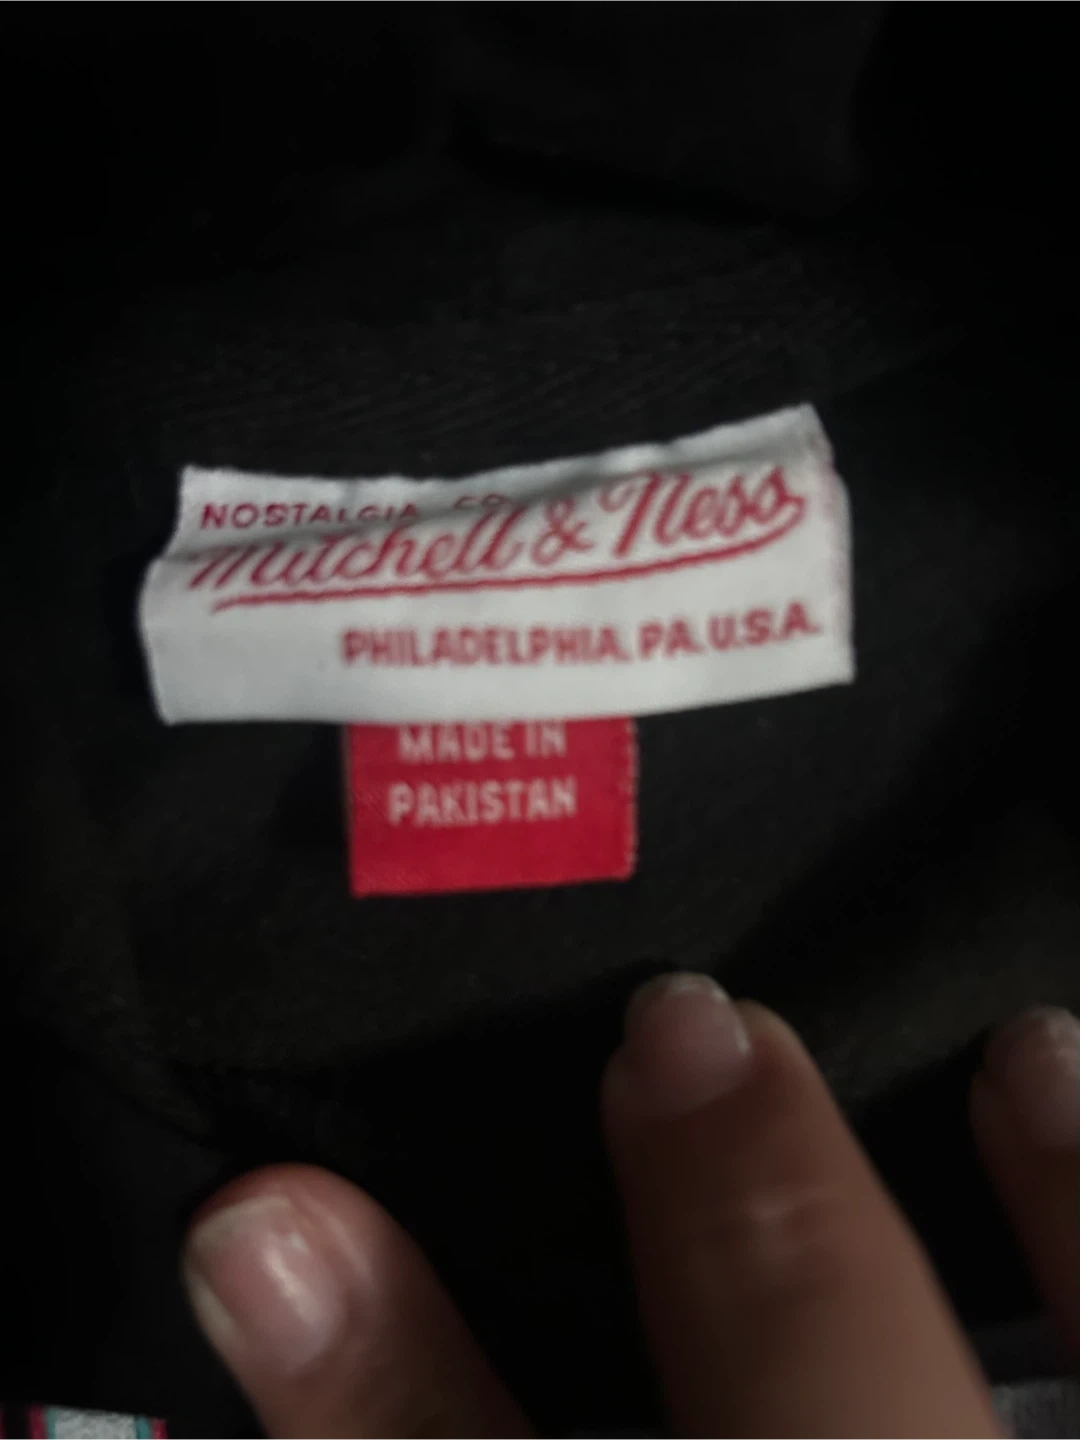 NOSTALGIA CO
Mitchell & Ness
PHILADELPHIA, PA. U.S.A.
MADE IN
PAKISTAN